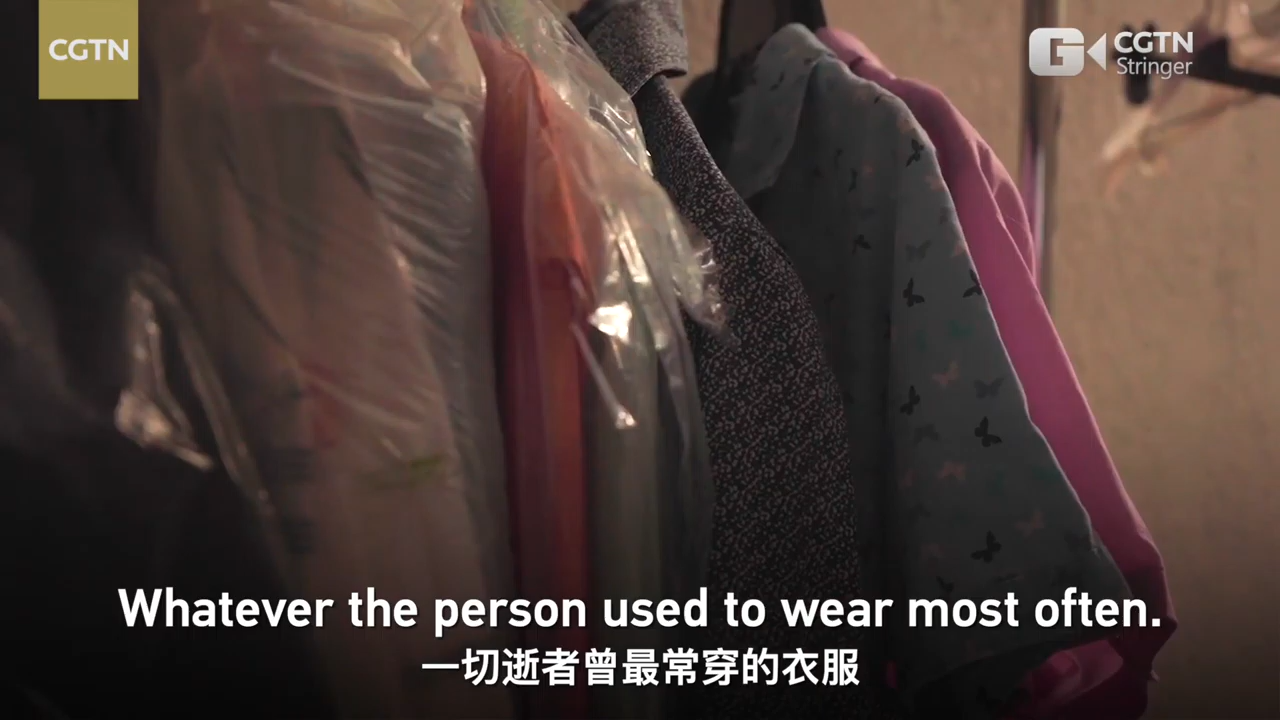 CGTN
CGTN
Stringer
Whatever the person used to wear most often.
一切逝者曾最常穿的衣服